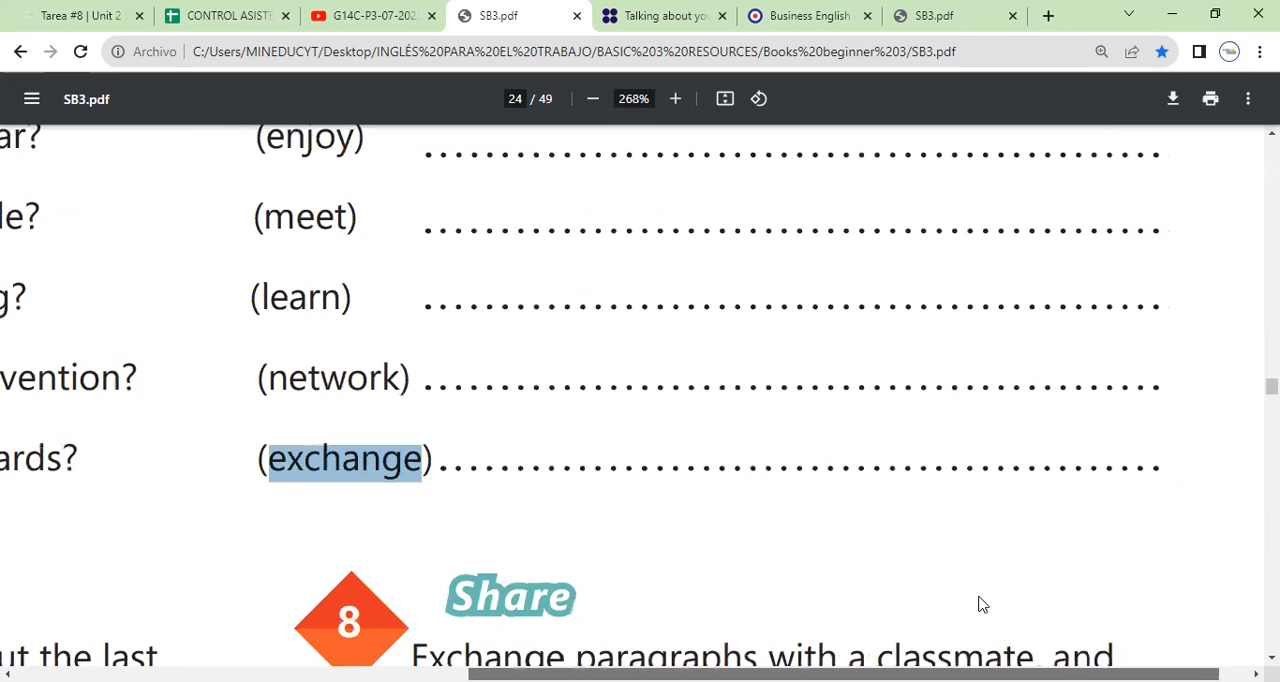 Tarea #8 | Unit 2
CONTROL ASISTE
G14C-P3-07-202
SB3.pdf
Talking about you
Business English
SB3.pdf
Archivo
C:/Users/MINEDUCYT/Desktop/INGLÉS%20PARA%20EL%20TRABAJO/BASIC%203%20RESOURCES/Books%20beginner%203/SB3.pdf
SB3.pdf
24 / 49
268%
ar? (enjoy) ................................................
le? (meet) ................................................
g? (learn) ................................................
vention? (network) ................................................
ards? (exchange) ................................................
8 Share
ut the last Exchange paragraphs with a classmate, and